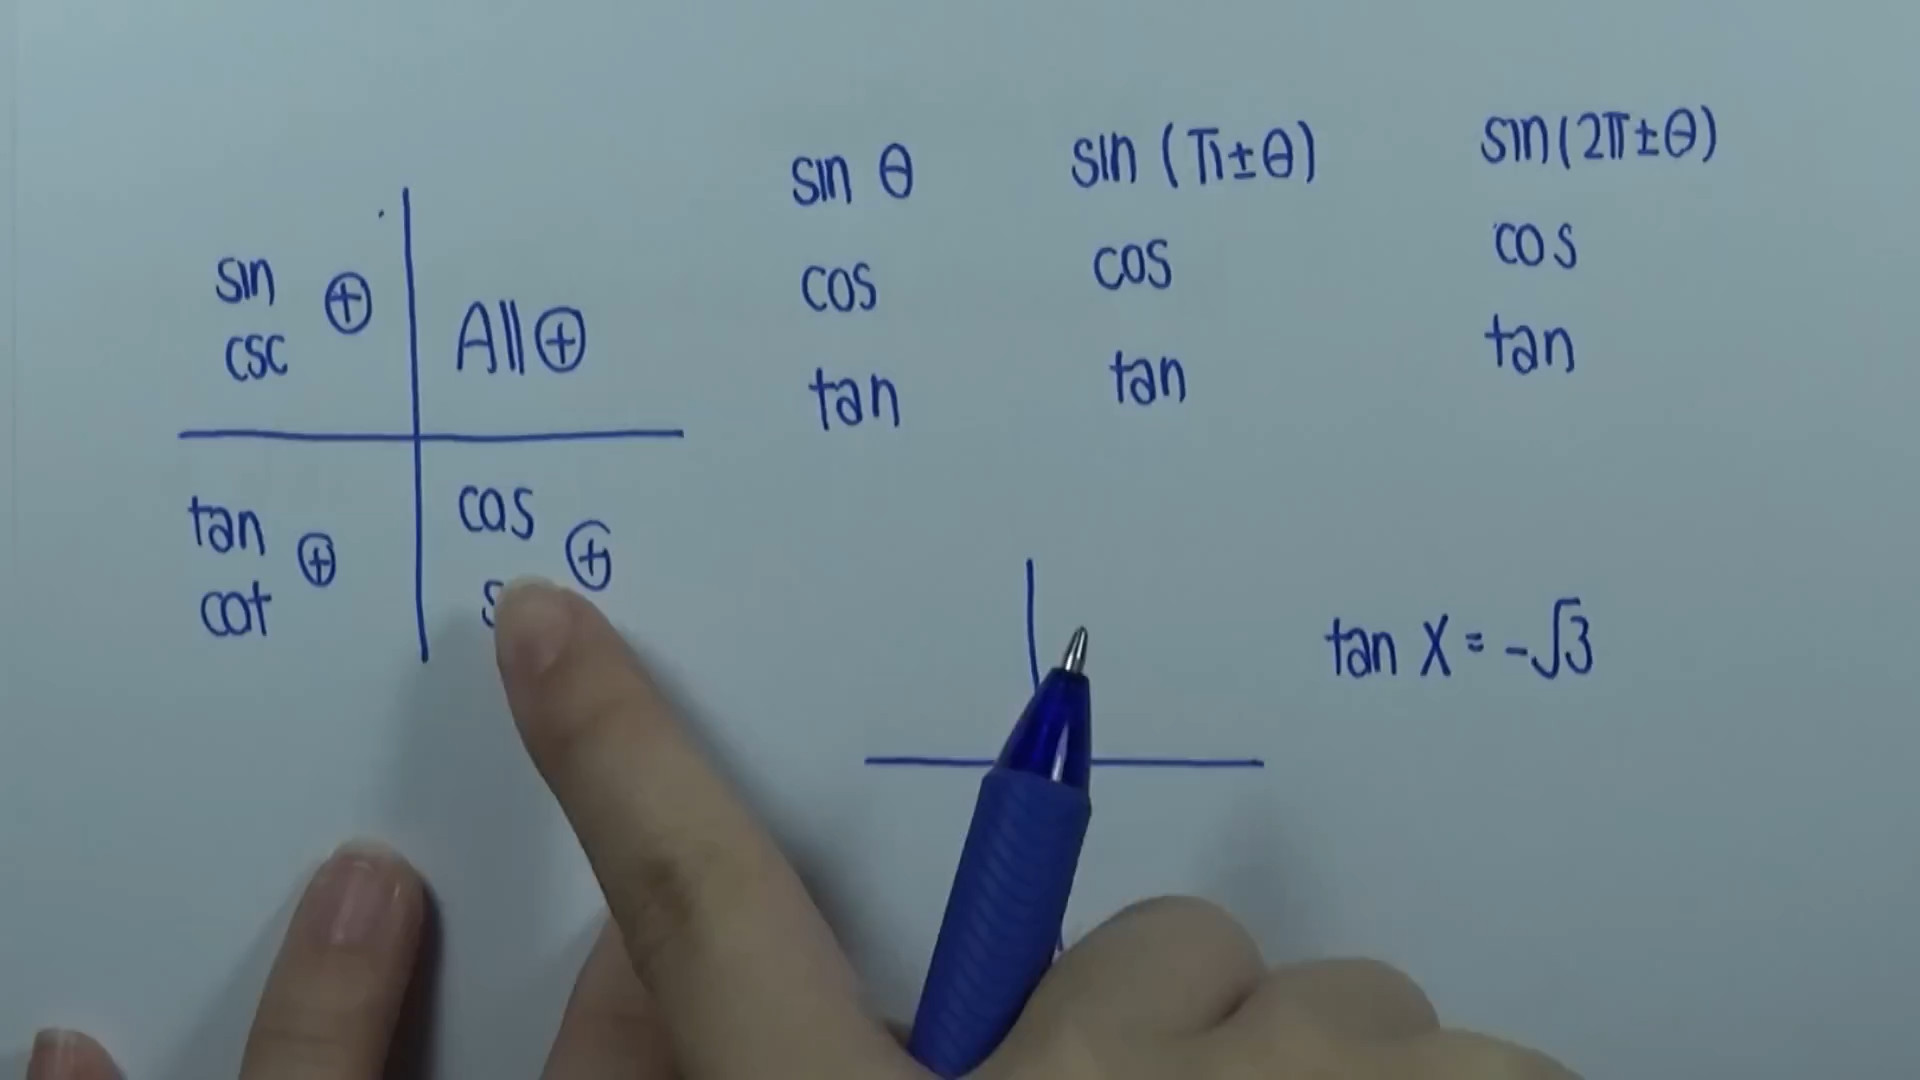 sin
csc ⊕
All ⊕
tan
cot ⊕
cos ⊕
sin θ
cos
tan
sin (π±θ)
cos
tan
sin(2π±θ)
cos
tan
tan X = -√3